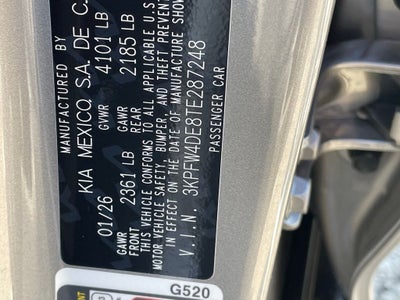 MANUFACTURED BY
KIA MEXICO, S.A. DE C.
01/26 GVWR 4101 LB
GAWR FRONT 2361 LB GAWR REAR 2185 LB
THIS VEHICLE CONFORMS TO ALL APPLICABLE U.S
MOTOR VEHICLE SAFETY, BUMPER, AND THEFT PREVENT
IN EFFECT ON THE DATE OF MANUFACTURE SHOW
V.I.N. 3KPFW4DE8TE287248
PASSENGER CAR
G520